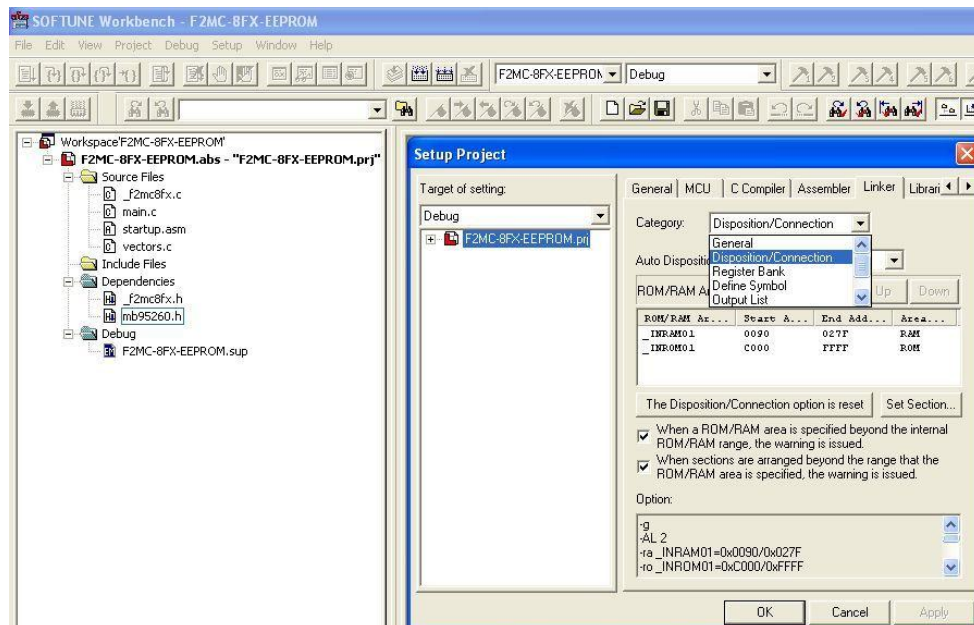 SOFTUNE Workbench - F2MC-8FX-EEPROM
File Edit View Project Debug Setup Window Help
F2MC-8FX-EEPRON Debug
Workspace'F2MC-8FX-EEPROM'
F2MC-8FX-EEPROM.abs - "F2MC-8FX-EEPROM.prj"
Source Files
_f2mc8fx.c
main.c
startup.asm
vectors.c
Include Files
Dependencies
_f2mc8fx.h
mb95260.h
Debug
F2MC-8FX-EEPROM.sup
Setup Project
Target of setting:
Debug
F2MC-8FX-EEPROM.prj
General MCU C Compiler Assembler Linker Librari
Category: Disposition/Connection
General
Disposition/Connection
Register Bank
Define Symbol
Output List
Auto Dispositi
ROM/RAM A Up Down
ROM/RAM Ar... Start A... End Add... Area...
_INRAM01 0090 027F RAM
_INROM01 C000 FFFF ROM
The Disposition/Connection option is reset Set Section...
When a ROM/RAM area is specified beyond the internal
ROM/RAM range, the warning is issued.
When sections are arranged beyond the range that the
ROM/RAM area is specified, the warning is issued.
Option:
-g
-AL 2
-ra _INRAM01=0x0090/0x027F
-ro _INROM01=0xC000/0xFFFF
OK Cancel Apply